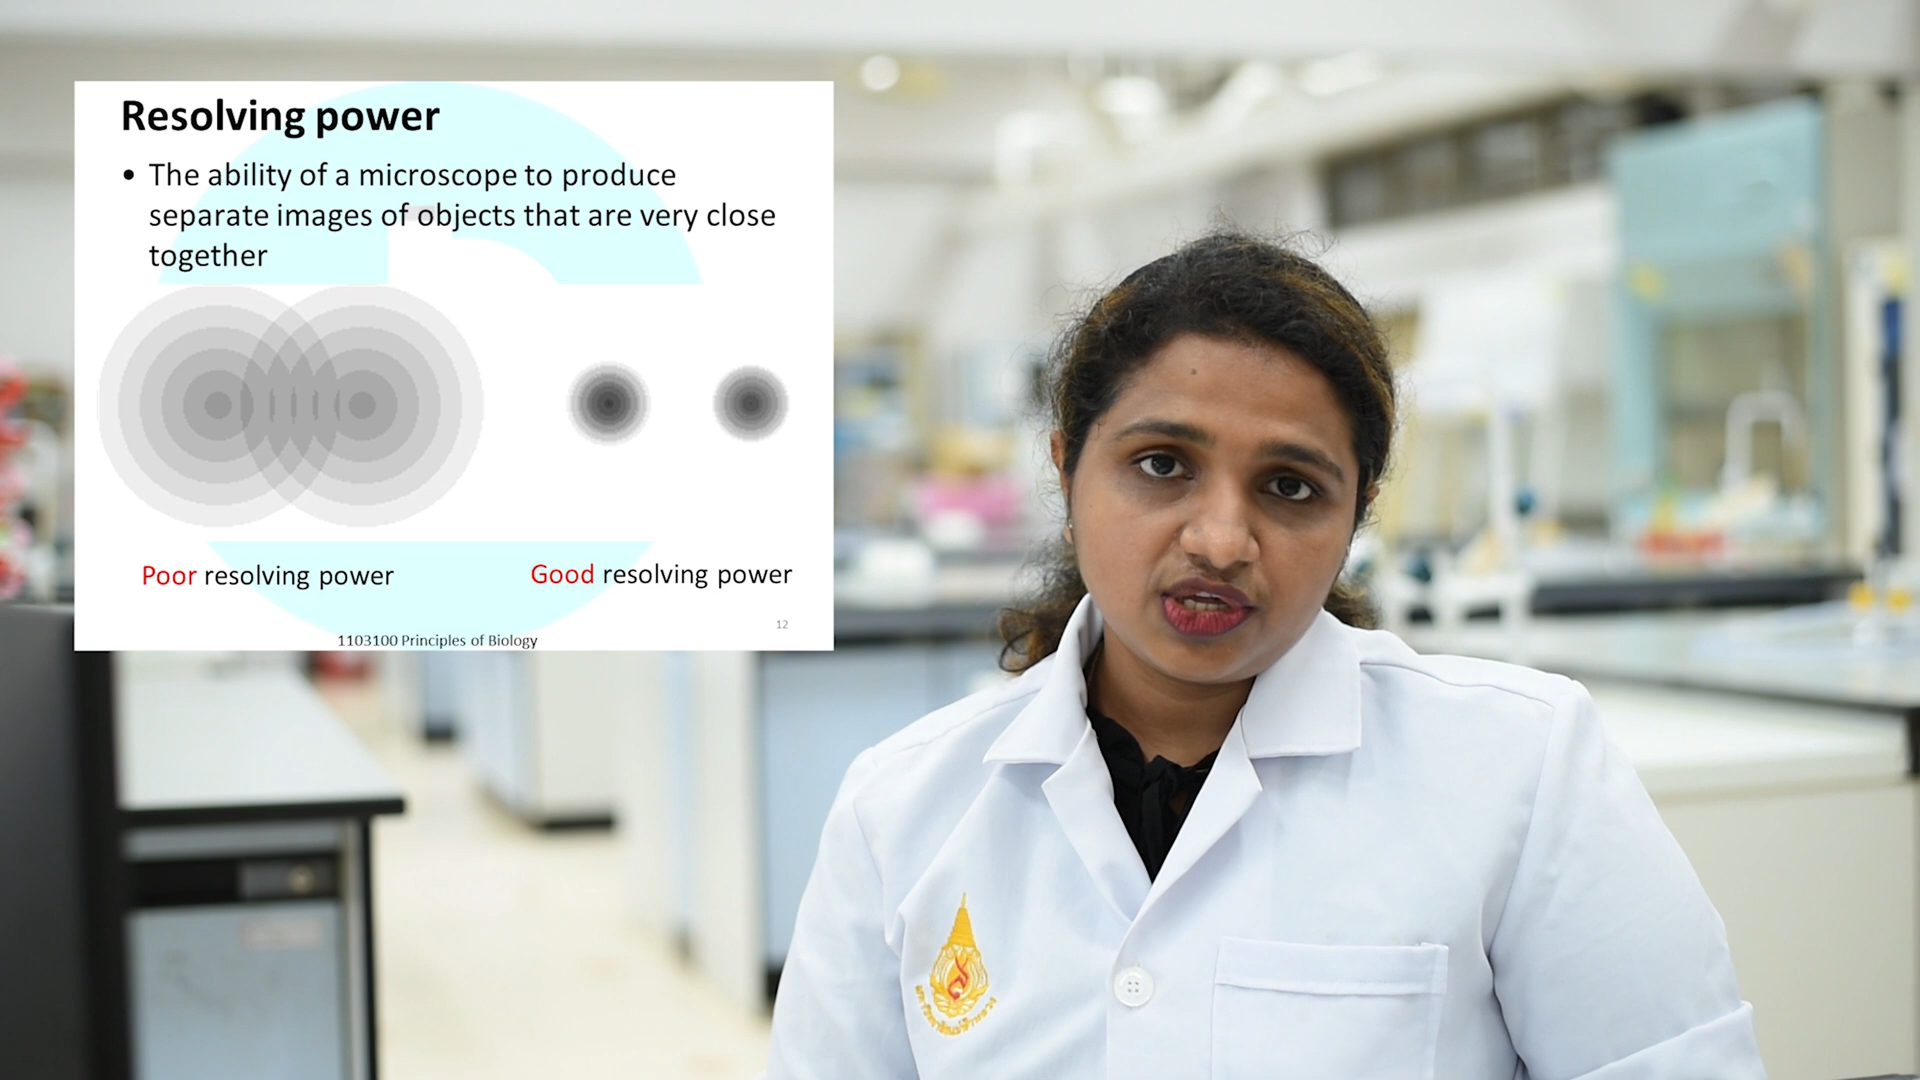 Resolving power
• The ability of a microscope to produce
separate images of objects that are very close
together
Poor resolving power
Good resolving power
12
1103100 Principles of Biology